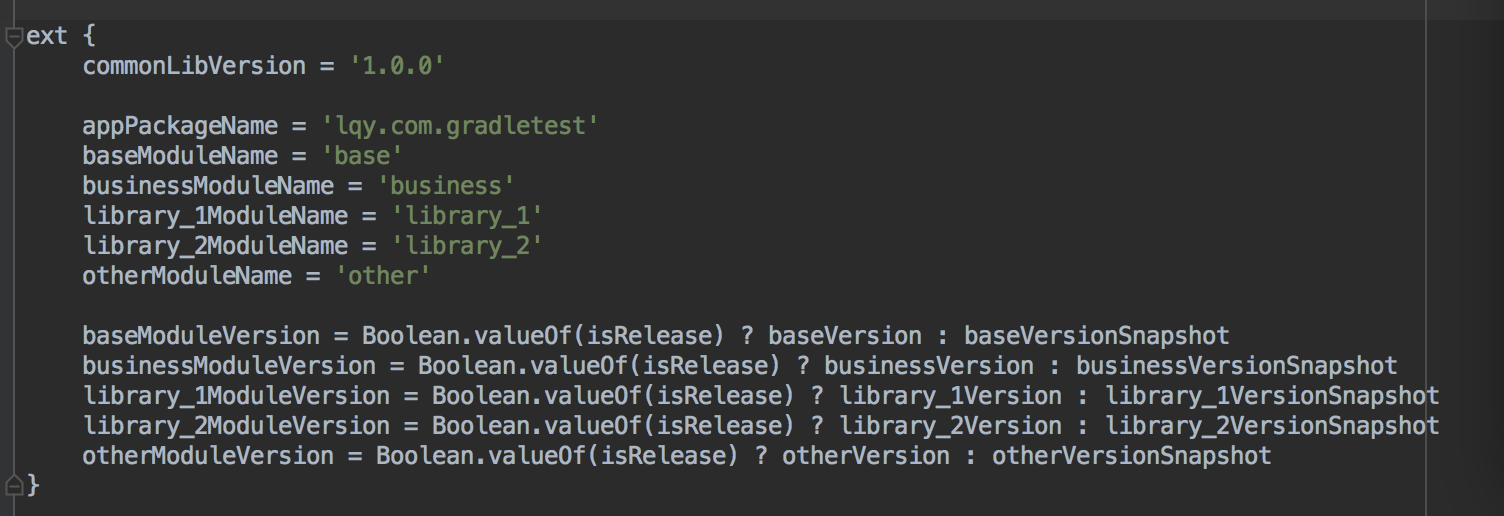 ext {
    commonLibVersion = '1.0.0'

    appPackageName = 'lqy.com.gradletest'
    baseModuleName = 'base'
    businessModuleName = 'business'
    library_1ModuleName = 'library_1'
    library_2ModuleName = 'library_2'
    otherModuleName = 'other'

    baseModuleVersion = Boolean.valueOf(isRelease) ? baseVersion : baseVersionSnapshot
    businessModuleVersion = Boolean.valueOf(isRelease) ? businessVersion : businessVersionSnapshot
    library_1ModuleVersion = Boolean.valueOf(isRelease) ? library_1Version : library_1VersionSnapshot
    library_2ModuleVersion = Boolean.valueOf(isRelease) ? library_2Version : library_2VersionSnapshot
    otherModuleVersion = Boolean.valueOf(isRelease) ? otherVersion : otherVersionSnapshot
}